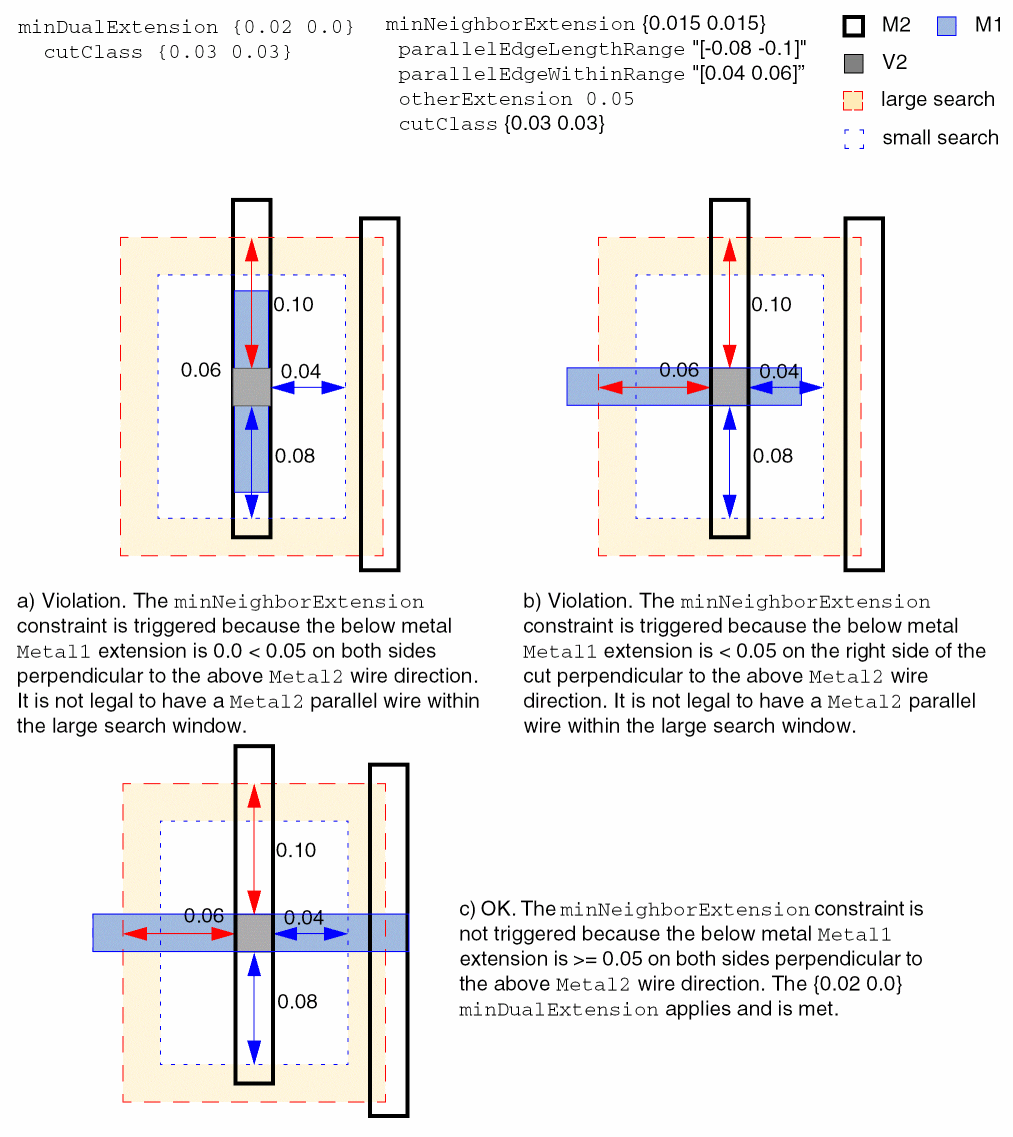 minDualExtension {0.02 0.0}
cutClass {0.03 0.03}
minNeighborExtension {0.015 0.015}
parallelEdgeLengthRange "[-0.08 -0.1]"
parallelEdgeWithinRange "[0.04 0.06]”
otherExtension 0.05
cutClass {0.03 0.03}
M2
M1
V2
large search
small search
0.10
0.06
0.04
0.08
0.10
0.06
0.04
0.08
a) Violation. The minNeighborExtension
constraint is triggered because the below metal
Metal1 extension is 0.0 < 0.05 on both sides
perpendicular to the above Metal2 wire direction.
It is not legal to have a Metal2 parallel wire within
the large search window.
b) Violation. The minNeighborExtension
constraint is triggered because the below metal
Metal1 extension is < 0.05 on the right side of the
cut perpendicular to the above Metal2 wire
direction. It is not legal to have a Metal2 parallel
wire within the large search window.
0.10
0.06
0.04
0.08
c) OK. The minNeighborExtension constraint is
not triggered because the below metal Metal1
extension is >= 0.05 on both sides perpendicular to
the above Metal2 wire direction. The {0.02 0.0}
minDualExtension applies and is met.